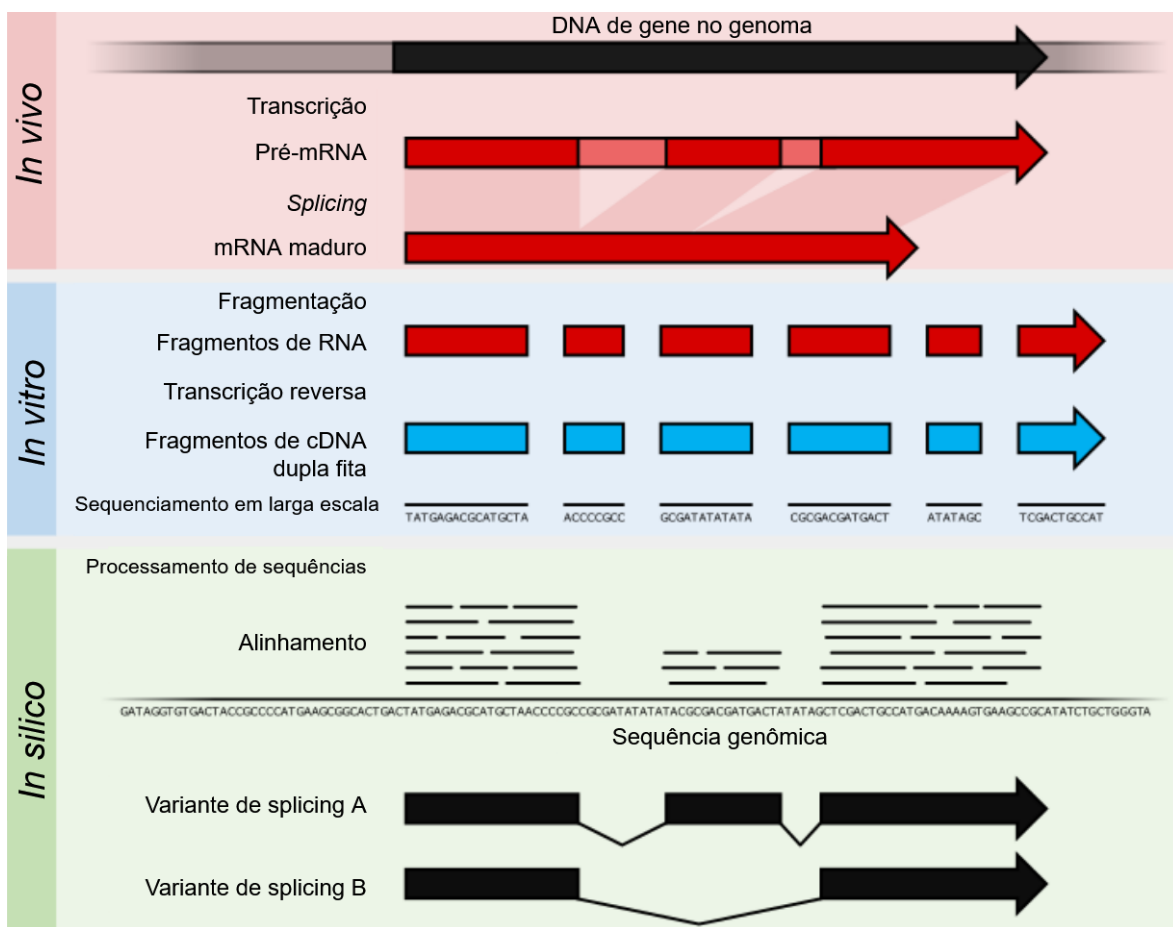 In vivo
DNA de gene no genoma
Transcrição
Pré-mRNA
Splicing
mRNA maduro
In vitro
Fragmentação
Fragmentos de RNA
Transcrição reversa
Fragmentos de cDNA
dupla fita
Sequenciamento em larga escala
TATGAGACGCATGCTA ACCCCGCC GCGATATATATA CGCGACGATGACT ATATAGC TCGACTGCCAT
In silico
Processamento de sequências
Alinhamento
GATAGGTGTGACTACCGCCCCATGAAGCGGCACTGACTATGAGACGCATGCTAACCCCGCCGCGATATATATACGCGACGATGACTATATAGCTCGACTGCCATGACAAAAGTGAAGCCGCATATCTGCTGGGTA
Sequência genômica
Variante de splicing A
Variante de splicing B